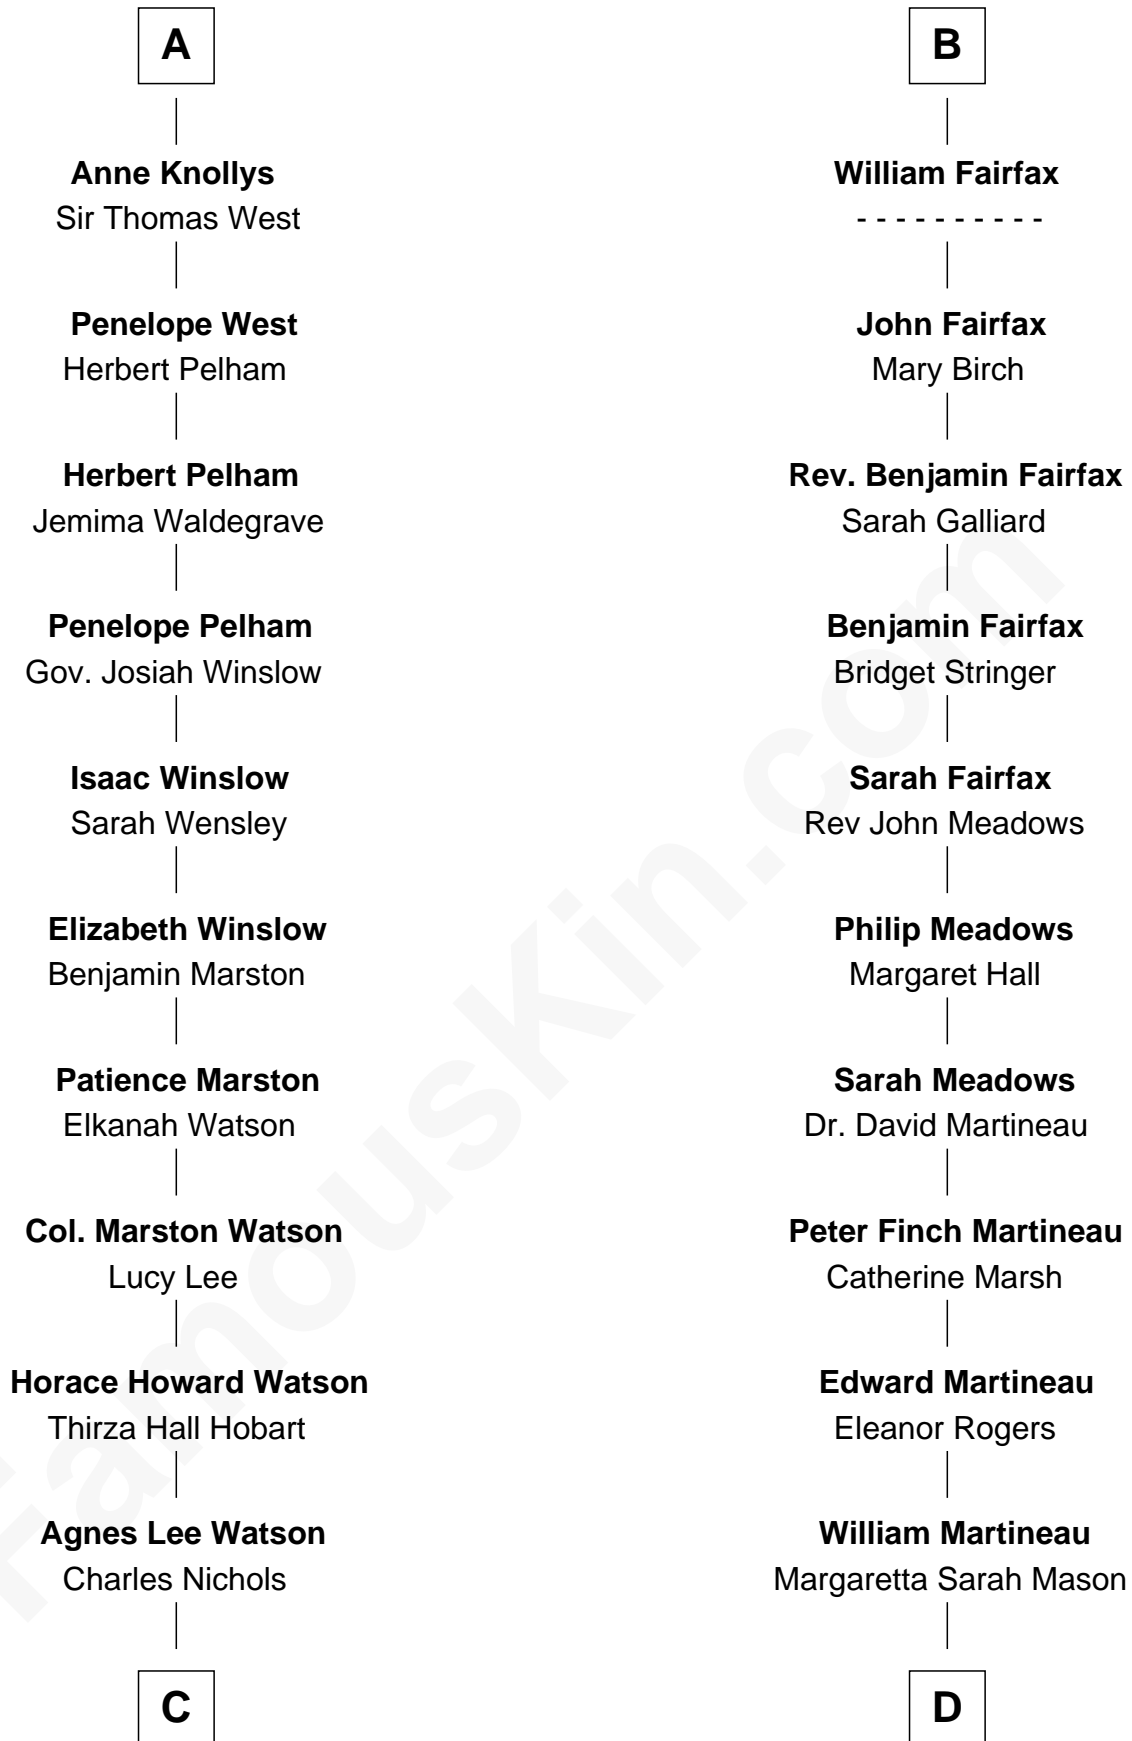 A
Anne Knollys
Sir Thomas West
Penelope West
Herbert Pelham
Herbert Pelham
Jemima Waldegrave
Penelope Pelham
Gov. Josiah Winslow
Isaac Winslow
Sarah Wensley
Elizabeth Winslow
Benjamin Marston
Patience Marston
Elkanah Watson
Col. Marston Watson
Lucy Lee
Horace Howard Watson
Thirza Hall Hobart
Agnes Lee Watson
Charles Nichols
C
B
William Fairfax
- - - - - - - - - -
John Fairfax
Mary Birch
Rev. Benjamin Fairfax
Sarah Galliard
Benjamin Fairfax
Bridget Stringer
Sarah Fairfax
Rev John Meadows
Philip Meadows
Margaret Hall
Sarah Meadows
Dr. David Martineau
Peter Finch Martineau
Catherine Marsh
Edward Martineau
Eleanor Rogers
William Martineau
Margaretta Sarah Mason
D
FamousKin.com